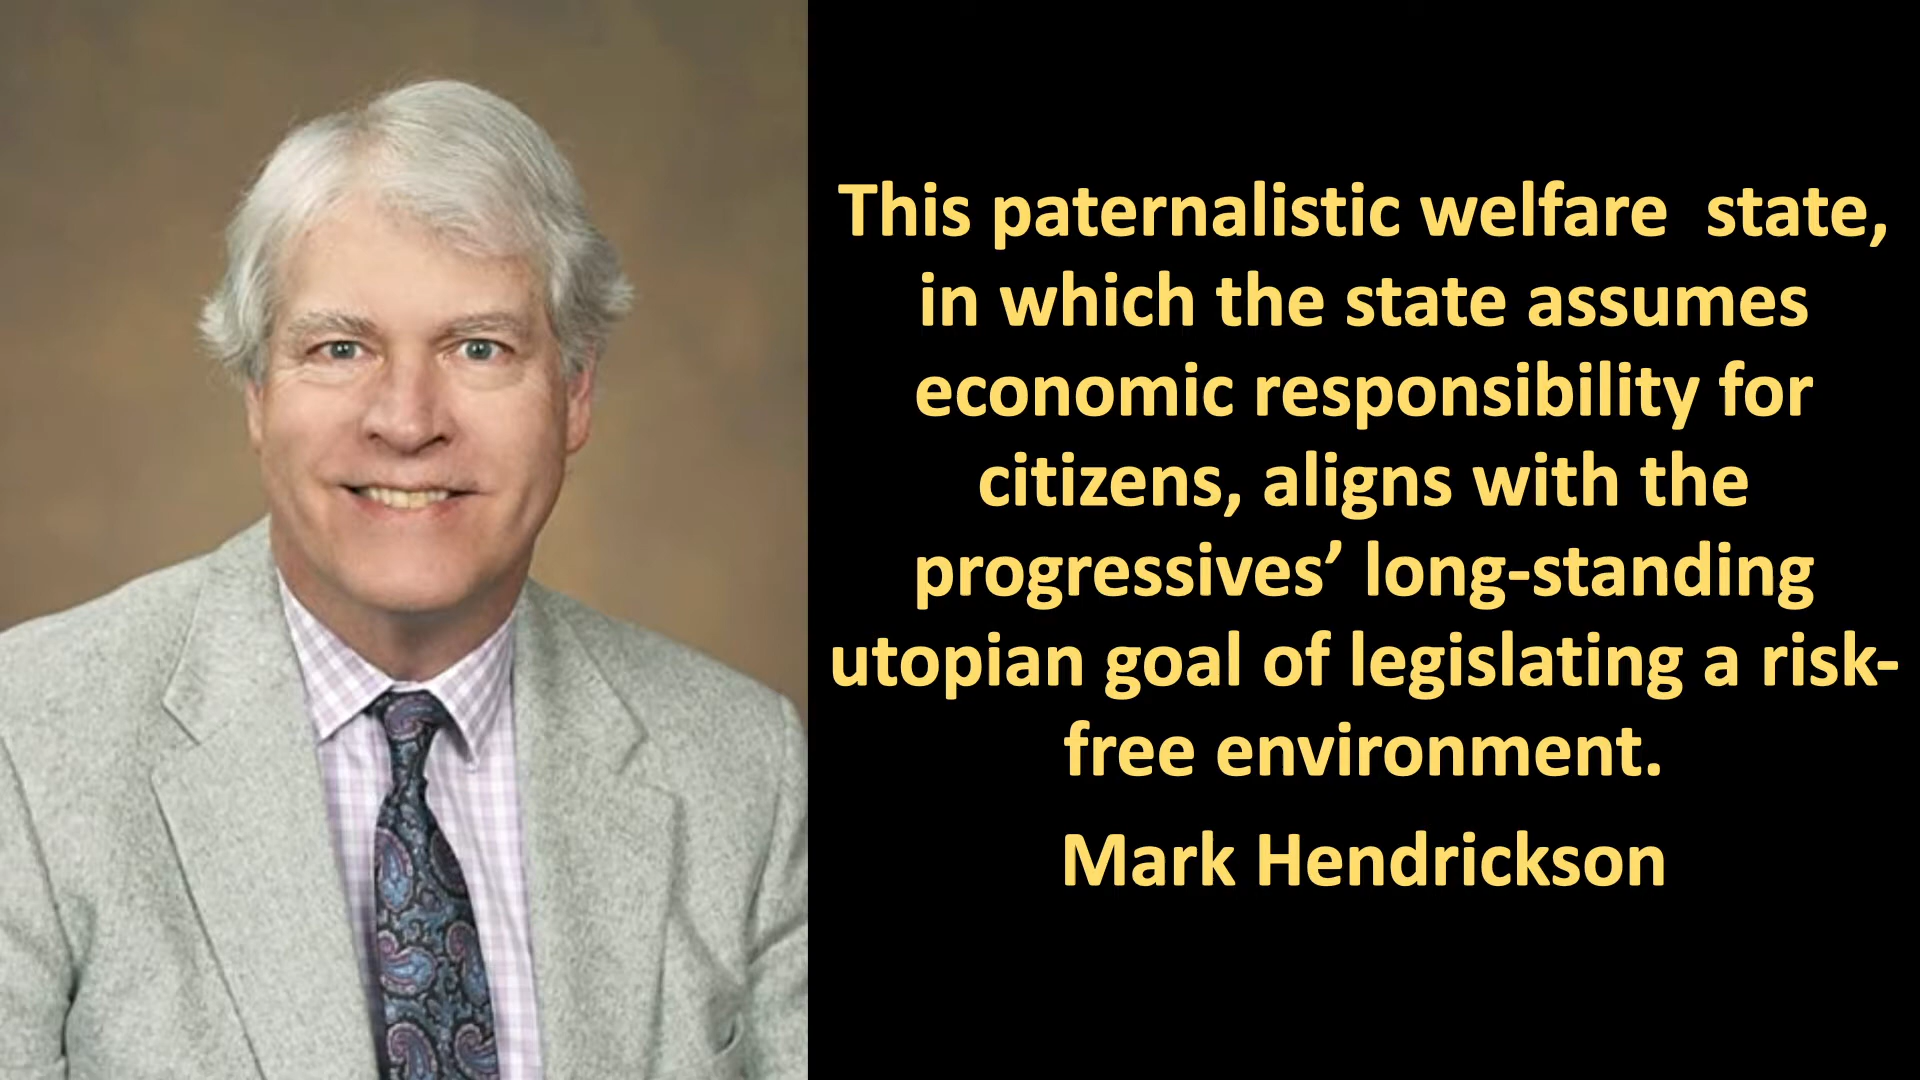 This paternalistic welfare  state,
in which the state assumes
economic responsibility for
citizens, aligns with the
progressives’ long-standing
utopian goal of legislating a risk-
free environment.
Mark Hendrickson